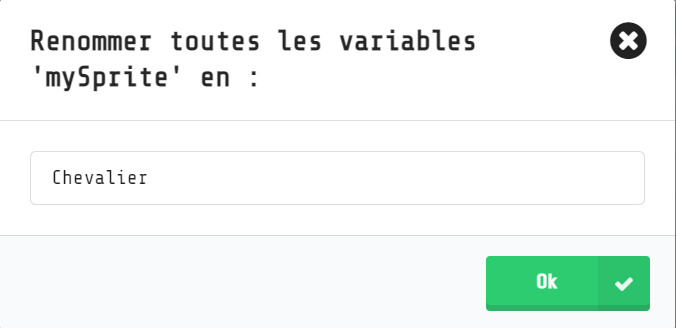 Renommer toutes les variables
'mySprite' en :
Chevalier
Ok